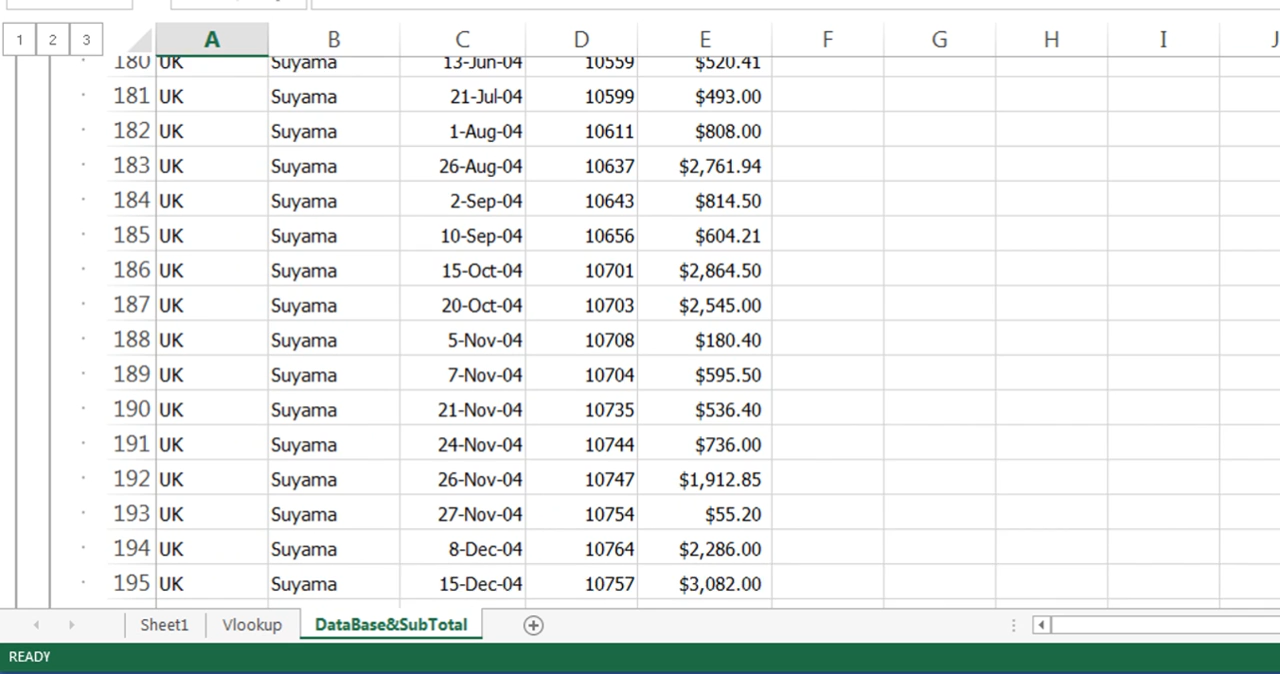 1 2 3 A B C D E F G H I J
180 UK Suyama 13-Jun-04 10559 $520.41
181 UK Suyama 21-Jul-04 10599 $493.00
182 UK Suyama 1-Aug-04 10611 $808.00
183 UK Suyama 26-Aug-04 10637 $2,761.94
184 UK Suyama 2-Sep-04 10643 $814.50
185 UK Suyama 10-Sep-04 10656 $604.21
186 UK Suyama 15-Oct-04 10701 $2,864.50
187 UK Suyama 20-Oct-04 10703 $2,545.00
188 UK Suyama 5-Nov-04 10708 $180.40
189 UK Suyama 7-Nov-04 10704 $595.50
190 UK Suyama 21-Nov-04 10735 $536.40
191 UK Suyama 24-Nov-04 10744 $736.00
192 UK Suyama 26-Nov-04 10747 $1,912.85
193 UK Suyama 27-Nov-04 10754 $55.20
194 UK Suyama 8-Dec-04 10764 $2,286.00
195 UK Suyama 15-Dec-04 10757 $3,082.00
Sheet1 Vlookup DataBase&SubTotal
READY